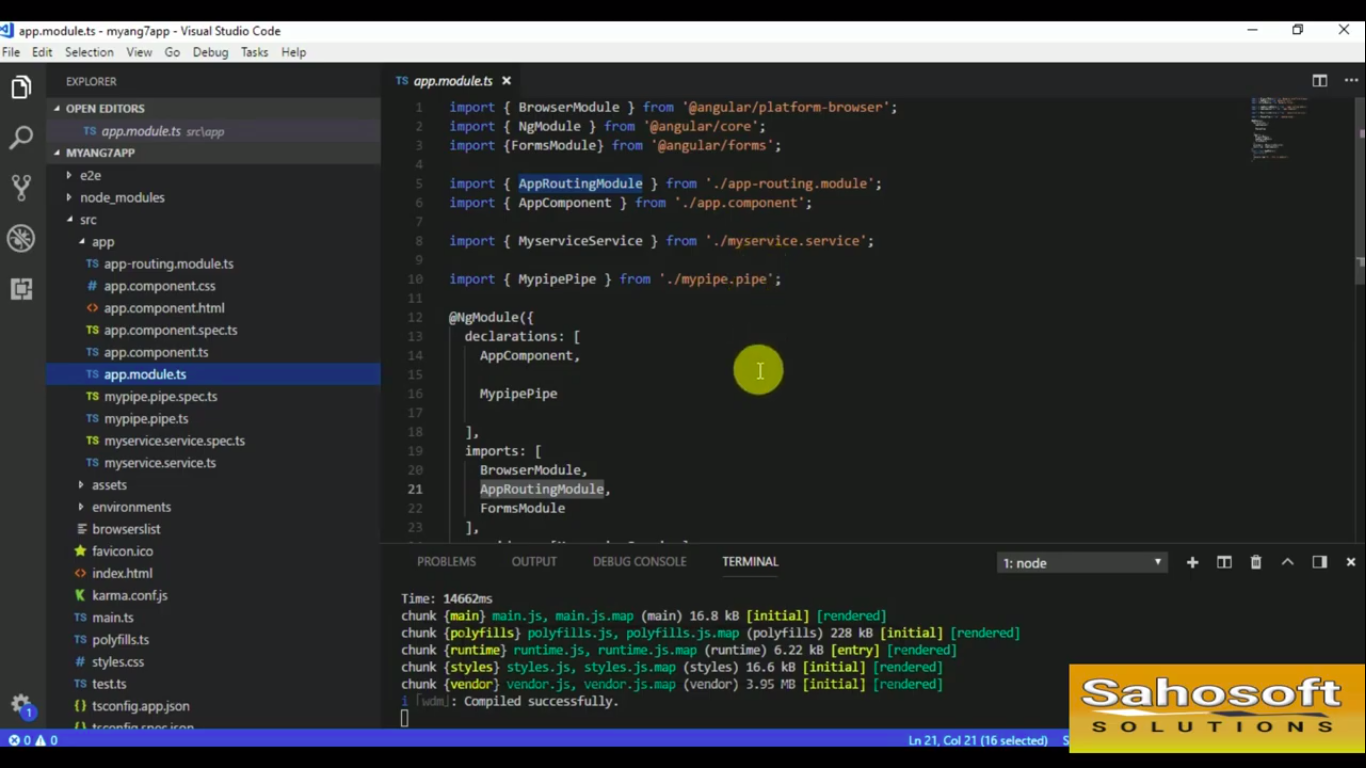 app.module.ts - myang7app - Visual Studio Code
File Edit Selection View Go Debug Tasks Help
EXPLORER
OPEN EDITORS
TS app.module.ts src\app
MYANG7APP
e2e
node_modules
src
app
TS app-routing.module.ts
# app.component.css
<> app.component.html
TS app.component.spec.ts
TS app.component.ts
TS app.module.ts
TS mypipe.pipe.spec.ts
TS mypipe.pipe.ts
TS myservice.service.spec.ts
TS myservice.service.ts
assets
environments
browserslist
favicon.ico
<> index.html
karma.conf.js
TS main.ts
TS polyfills.ts
# styles.css
TS test.ts
{} tsconfig.app.json
{} tsconfig.spec.json
1
TS app.module.ts
1 import { BrowserModule } from '@angular/platform-browser';
2 import { NgModule } from '@angular/core';
3 import {FormsModule} from '@angular/forms';
4
5 import { AppRoutingModule } from './app-routing.module';
6 import { AppComponent } from './app.component';
7
8 import { MyserviceService } from './myservice.service';
9
10 import { MypipePipe } from './mypipe.pipe';
11
12 @NgModule({
13 declarations: [
14 AppComponent,
15
16 MypipePipe
17
18 ],
19 imports: [
20 BrowserModule,
21 AppRoutingModule,
22 FormsModule
23 ],
PROBLEMS OUTPUT DEBUG CONSOLE TERMINAL 1: node
Time: 14662ms
chunk {main} main.js, main.js.map (main) 16.8 kB [initial] [rendered]
chunk {polyfills} polyfills.js, polyfills.js.map (polyfills) 228 kB [initial] [rendered]
chunk {runtime} runtime.js, runtime.js.map (runtime) 6.22 kB [entry] [rendered]
chunk {styles} styles.js, styles.js.map (styles) 16.6 kB [initial] [rendered]
chunk {vendor} vendor.js, vendor.js.map (vendor) 3.95 MB [initial] [rendered]
i ｢wdm｣: Compiled successfully.
0 0 Ln 21, Col 21 (16 selected)
Sahosoft
SOLUTIONS